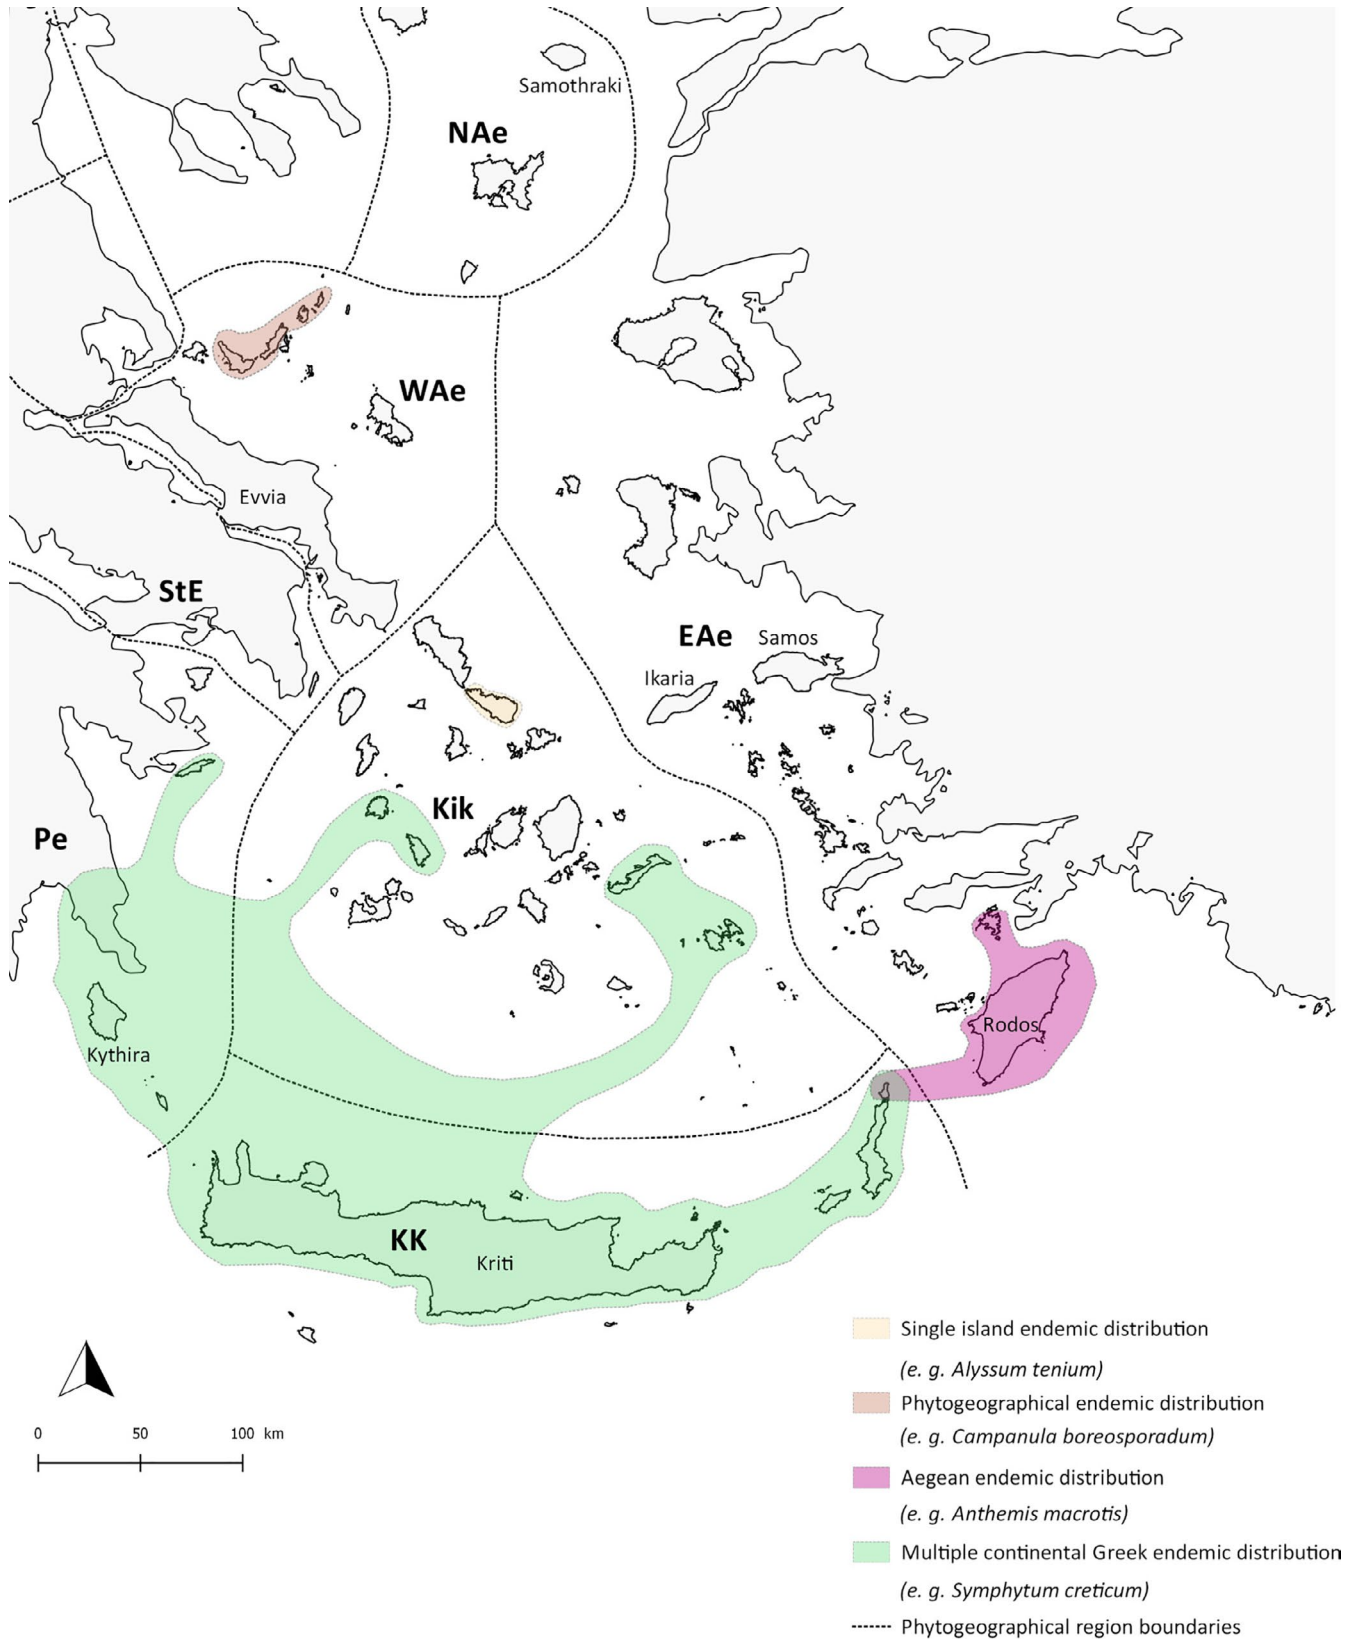 Samothraki
NAe
WAe
Evvia
StE
EAe
Samos
Ikaria
Kik
Pe
Rodos
Kythira
KK
Kriti
Single island endemic distribution
(e. g. Alyssum tenium)
Phytogeographical endemic distribution
0 50 100 km
(e. g. Campanula boreosporadum)
Aegean endemic distribution
(e. g. Anthemis macrotis)
Multiple continental Greek endemic distribution
(e. g. Symphytum creticum)
Phytogeographical region boundaries